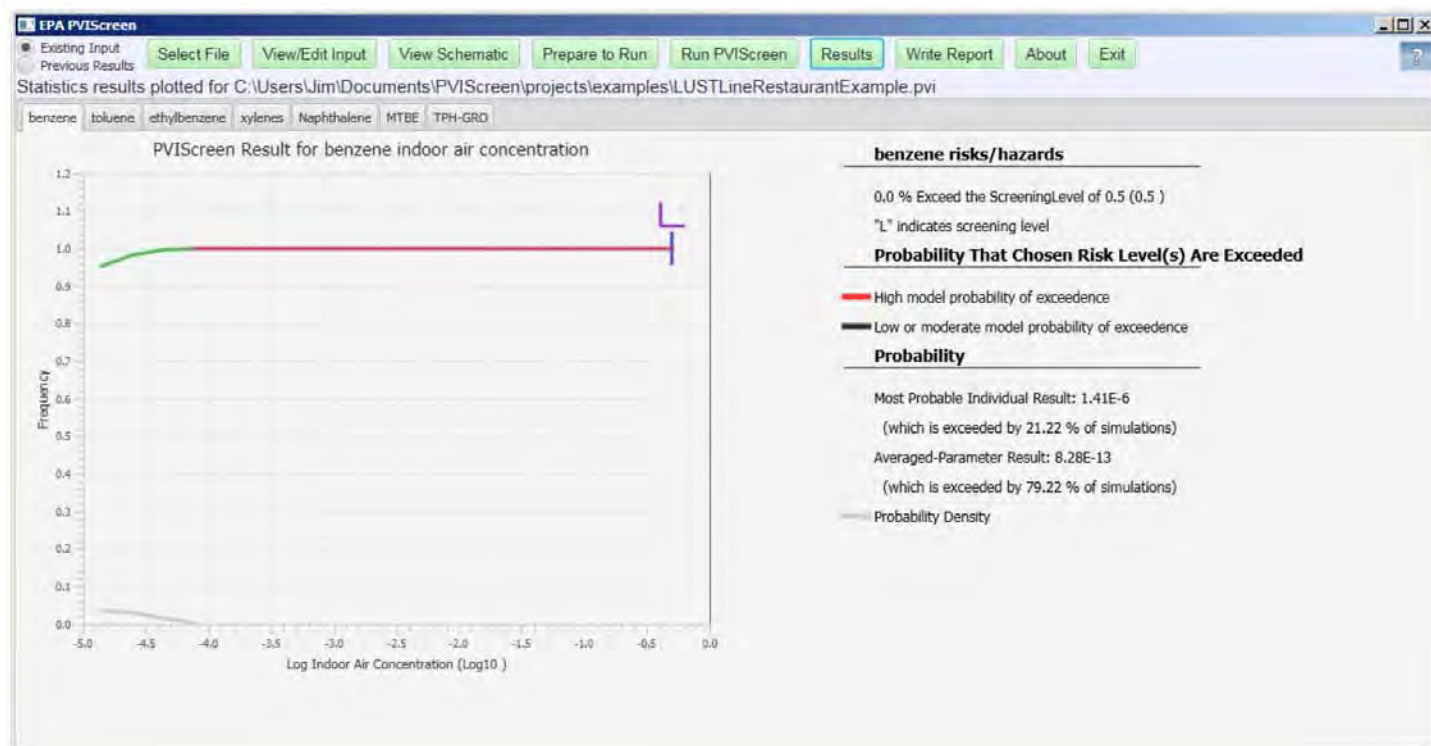 EPA PVIScreen
Existing Input
Previous Results
Select File View/Edit Input View Schematic Prepare to Run Run PVIScreen Results Write Report About Exit ?
Statistics results plotted for C:\Users\Jim\Documents\PVIScreen\projects\examples\LUSTLineRestaurantExample.pvi
benzene toluene ethylbenzene xylenes Naphthalene MTBE TPH-GRO
PVIScreen Result for benzene indoor air concentration
1.2
1.1
1.0
0.9
0.8
0.7
0.6
0.5
0.4
0.3
0.2
0.1
0.0
Frequency
-5.0 -4.5 -4.0 -3.5 -3.0 -2.5 -2.0 -1.5 -1.0 -0.5 0.0
Log Indoor Air Concentration (Log10 )
L
benzene risks/hazards
0.0 % Exceed the ScreeningLevel of 0.5 (0.5 )
"L" indicates screening level
Probability That Chosen Risk Level(s) Are Exceeded
High model probability of exceedence
Low or moderate model probability of exceedence
Probability
Most Probable Individual Result: 1.41E-6
(which is exceeded by 21.22 % of simulations)
Averaged-Parameter Result: 8.28E-13
(which is exceeded by 79.22 % of simulations)
Probability Density